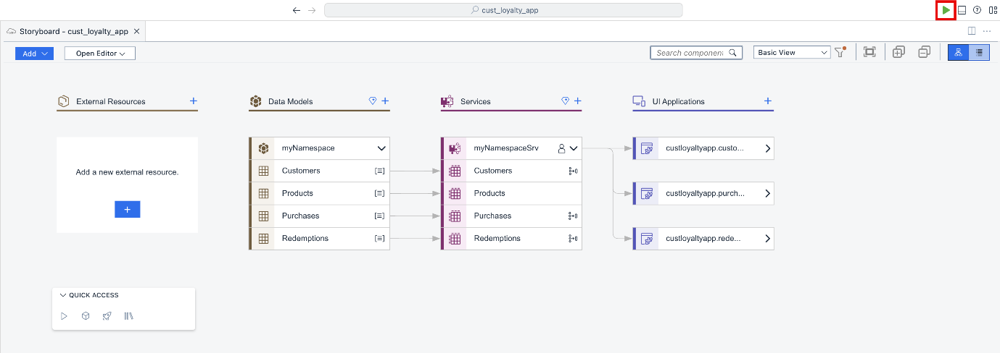 cust_loyalty_app
Storyboard - cust_loyalty_app
Add
Open Editor
Search component
Basic View
External Resources
Data Models
Services
UI Applications
Add a new external resource.
myNamespace
Customers
Products
Purchases
Redemptions
myNamespaceSrv
Customers
Products
Purchases
Redemptions
custloyaltyapp.custo...
custloyaltyapp.purch...
custloyaltyapp.rede...
QUICK ACCESS